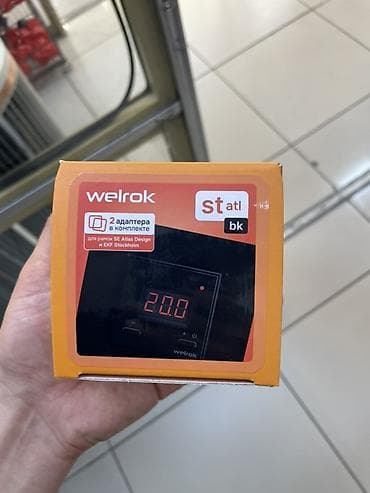 welrok
st atl
bk
2 адаптера
в комплекте
для рамок SE Atlas Design
и EKF Stockholm
20.0
welrok